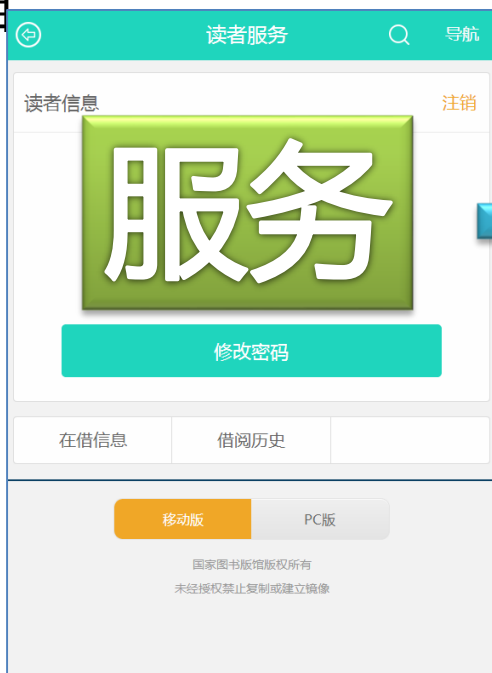 读者服务 导航
读者信息 注销
服务
修改密码
在借信息 借阅历史
移动版 PC版
国家图书版馆版权所有
未经授权禁止复制或建立镜像